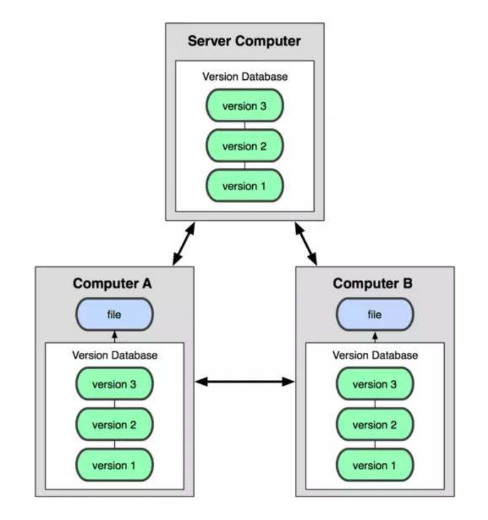 Server Computer
Version Database
version 3
version 2
version 1
Computer A
file
Version Database
version 3
version 2
version 1
Computer B
file
Version Database
version 3
version 2
version 1